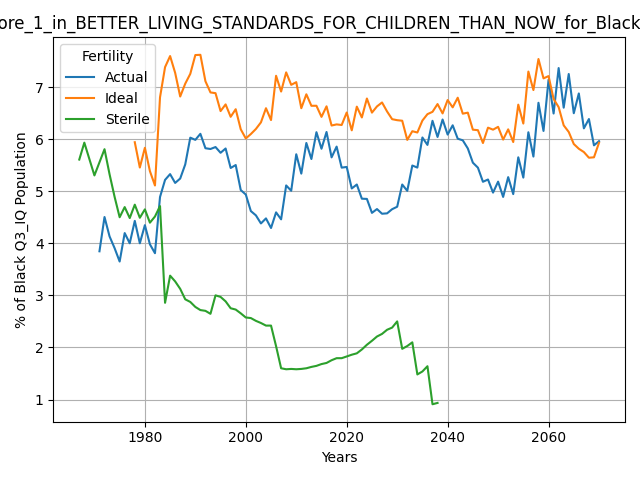 ore_1_in_BETTER_LIVING_STANDARDS_FOR_CHILDREN_THAN_NOW_for_Black
Fertility
Actual
Ideal
Sterile
% of Black Q3_IQ Population
7
6
5
4
3
2
1
1980
2000
2020
2040
2060
Years